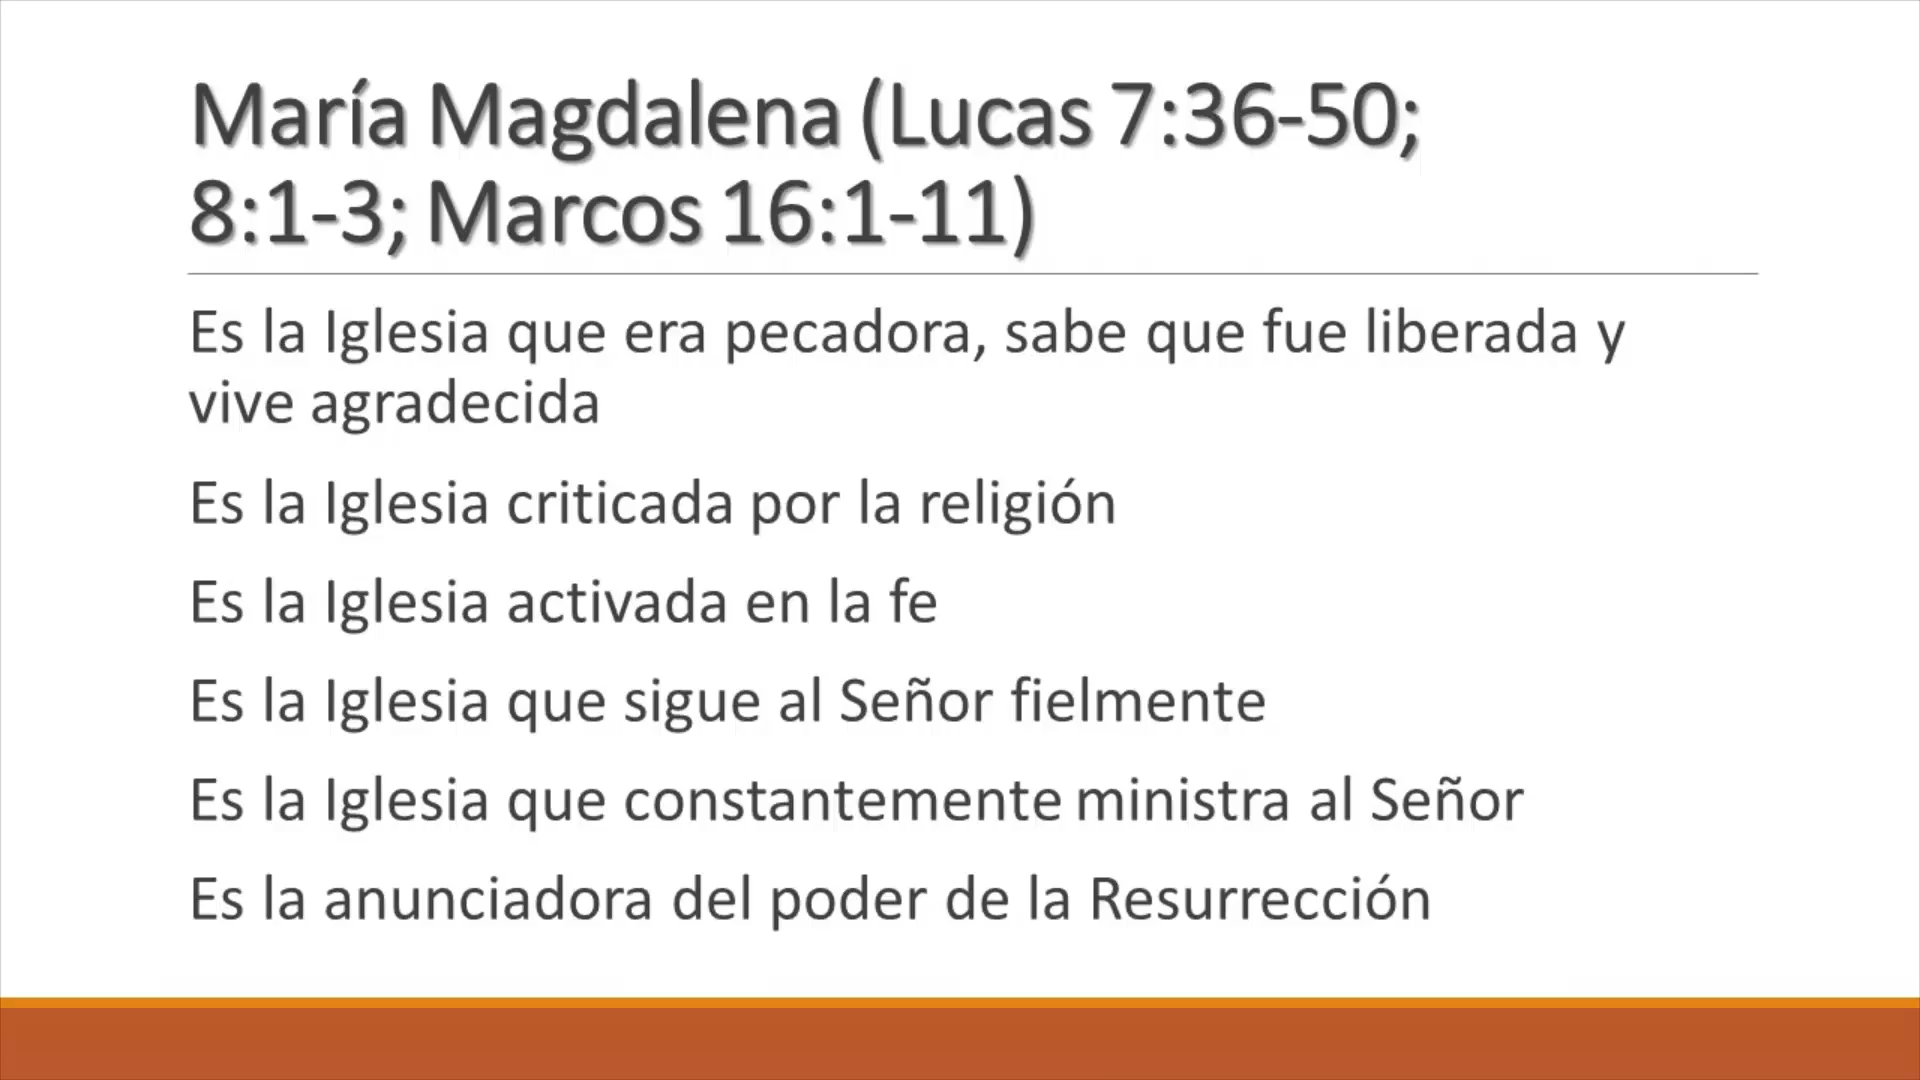 María Magdalena (Lucas 7:36-50;
8:1-3; Marcos 16:1-11)
Es la Iglesia que era pecadora, sabe que fue liberada y
vive agradecida
Es la Iglesia criticada por la religión
Es la Iglesia activada en la fe
Es la Iglesia que sigue al Señor fielmente
Es la Iglesia que constantemente ministra al Señor
Es la anunciadora del poder de la Resurrección